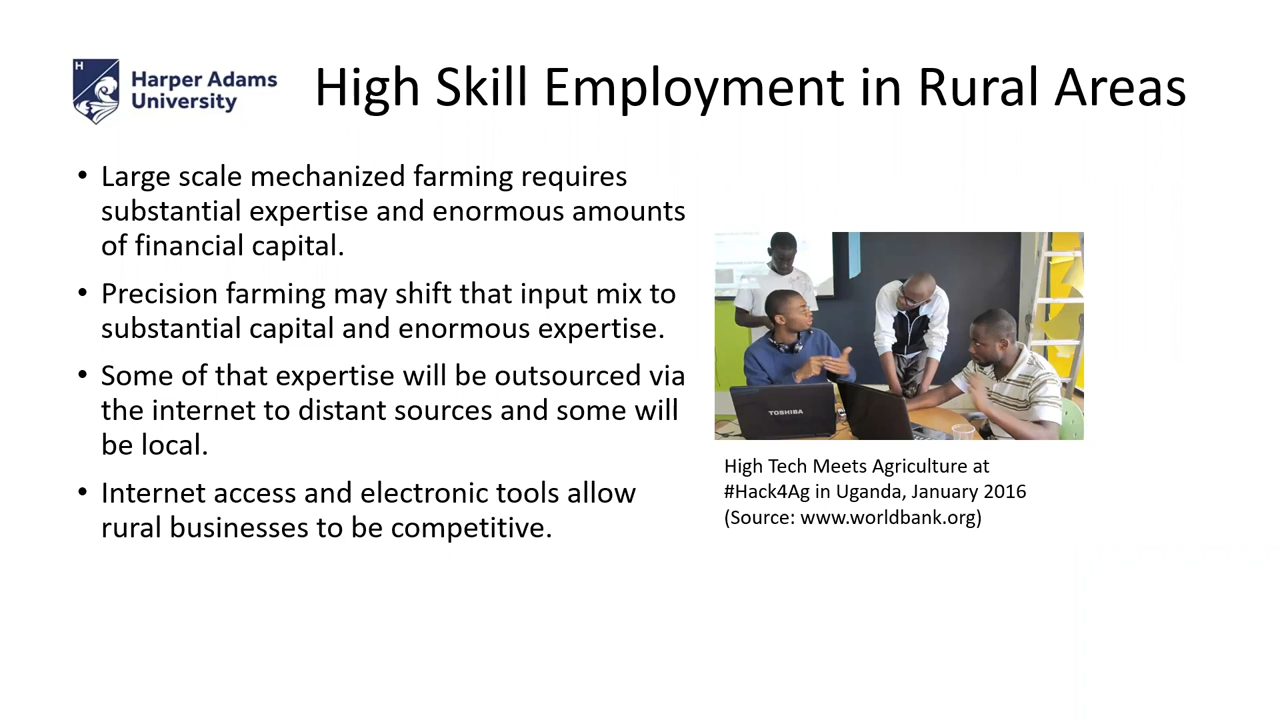 H
Harper Adams
University
High Skill Employment in Rural Areas
• Large scale mechanized farming requires
substantial expertise and enormous amounts
of financial capital.
• Precision farming may shift that input mix to
substantial capital and enormous expertise.
• Some of that expertise will be outsourced via
the internet to distant sources and some will
be local.
• Internet access and electronic tools allow
rural businesses to be competitive.
TOSHIBA
High Tech Meets Agriculture at
#Hack4Ag in Uganda, January 2016
(Source: www.worldbank.org)